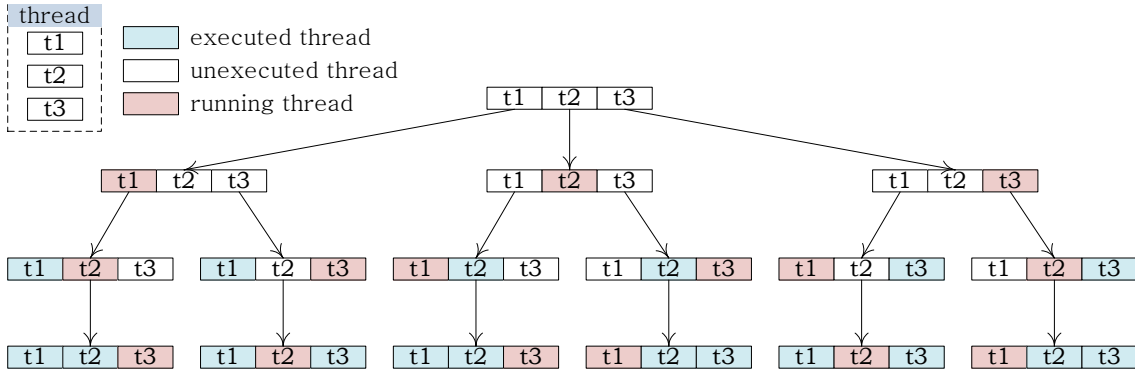 thread
t1
t2
t3
executed thread
unexecuted thread
running thread
t1 t2 t3
t1 t2 t3 t1 t2 t3 t1 t2 t3
t1 t2 t3 t1 t2 t3 t1 t2 t3 t1 t2 t3 t1 t2 t3 t1 t2 t3
t1 t2 t3 t1 t2 t3 t1 t2 t3 t1 t2 t3 t1 t2 t3 t1 t2 t3